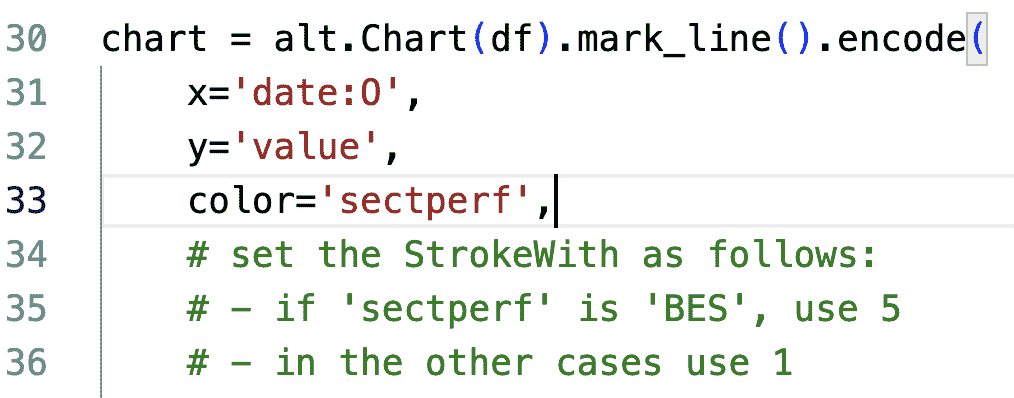 30 chart = alt.Chart(df).mark_line().encode(
31 x='date:O',
32 y='value',
33 color='sectperf',
34 # set the StrokeWith as follows:
35 # - if 'sectperf' is 'BES', use 5
36 # - in the other cases use 1